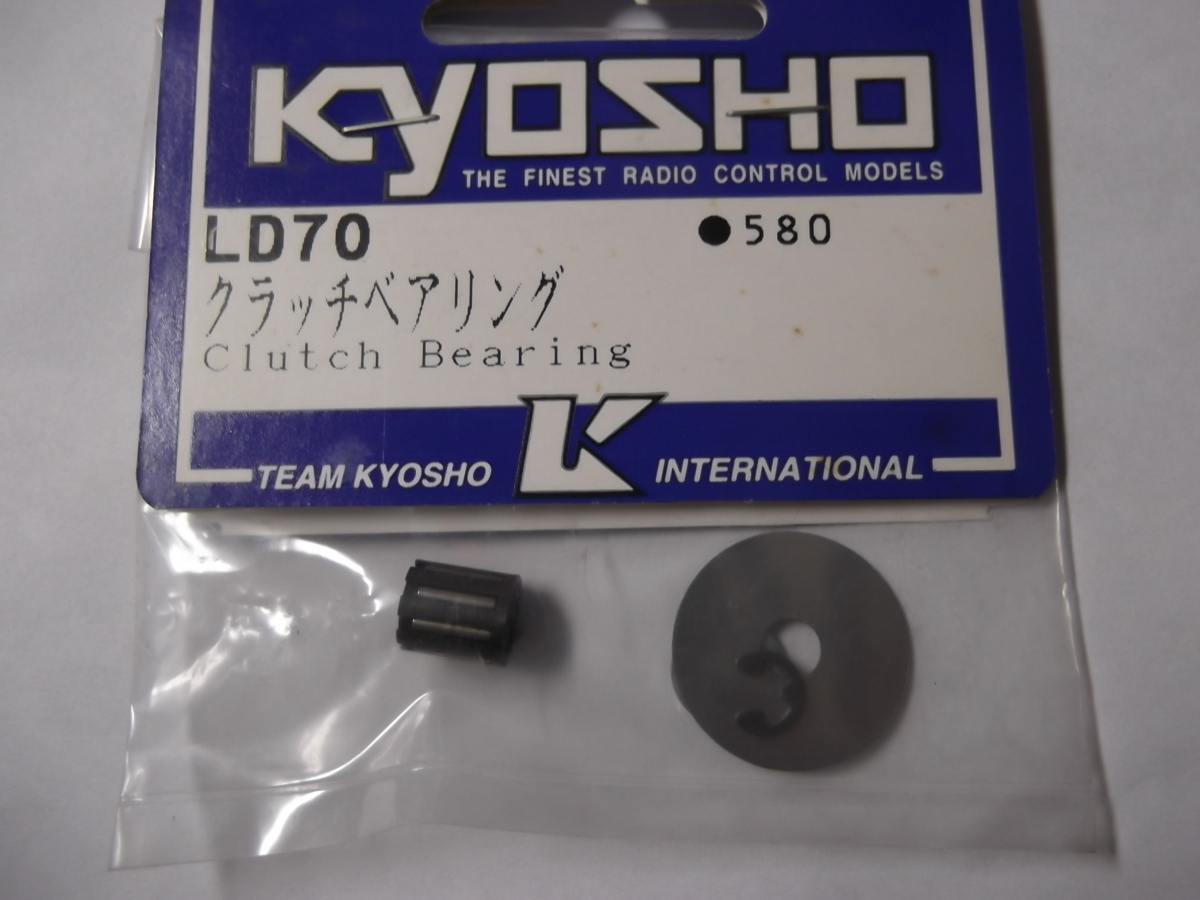 KYOSHO
THE FINEST RADIO CONTROL MODELS
LD70 ●580
クラッチベアリング
Clutch Bearing
TEAM KYOSHO K INTERNATIONAL